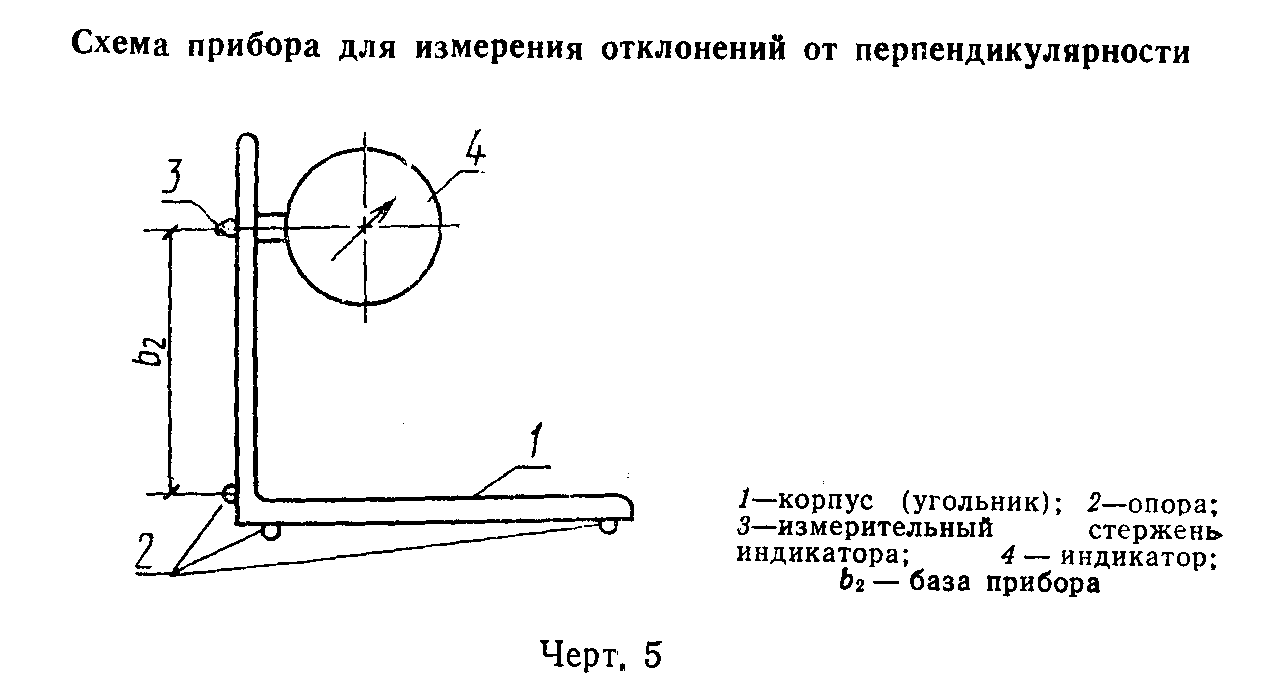 Схема прибора для измерения отклонений от перпендикулярности
3
4
b₂
1
2
1—корпус (угольник); 2—опора;
3—измерительный стержень
индикатора; 4 — индикатор;
b₂ — база прибора
Черт. 5